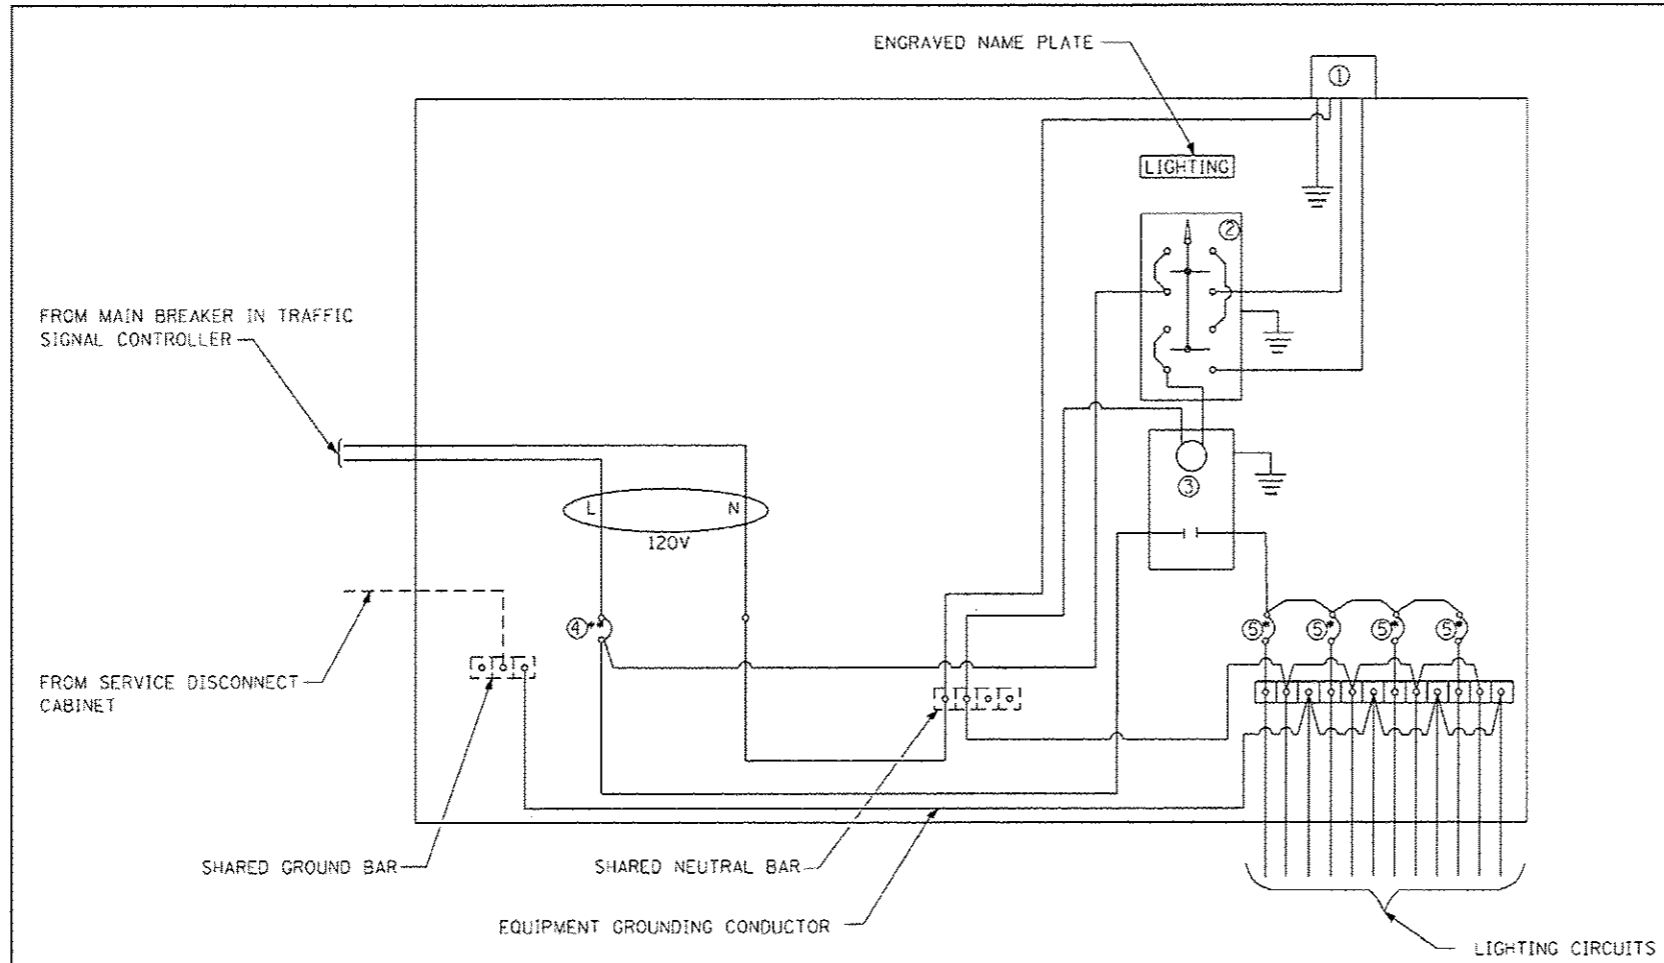 ENGRAVED NAME PLATE
①
LIGHTING
②
FROM MAIN BREAKER IN TRAFFIC
SIGNAL CONTROLLER
③
L N
120V
④**
⑤* ⑤* ⑤* ⑤*
FROM SERVICE DISCONNECT
CABINET
SHARED GROUND BAR
SHARED NEUTRAL BAR
EQUIPMENT GROUNDING CONDUCTOR
LIGHTING CIRCUITS